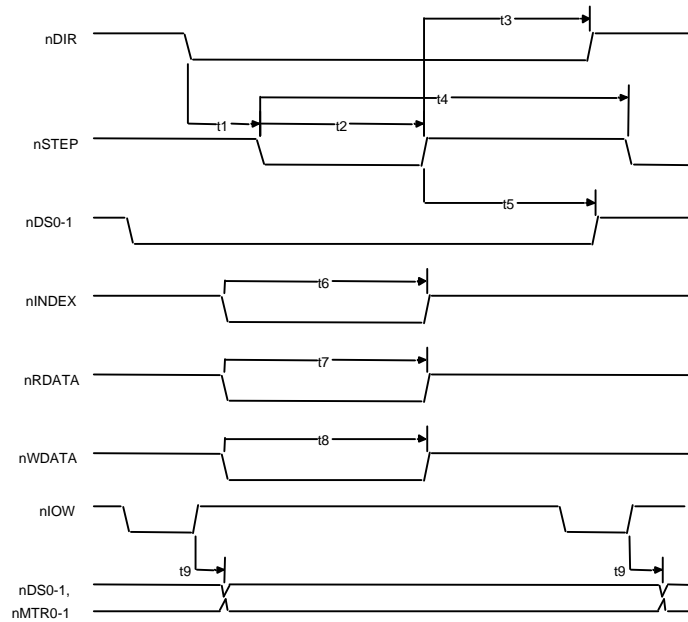 t3
nDIR
t4
t1
t2
nSTEP
t5
nDS0-1
t6
nINDEX
t7
nRDATA
t8
nWDATA
nIOW
t9
t9
nDS0-1,
nMTR0-1